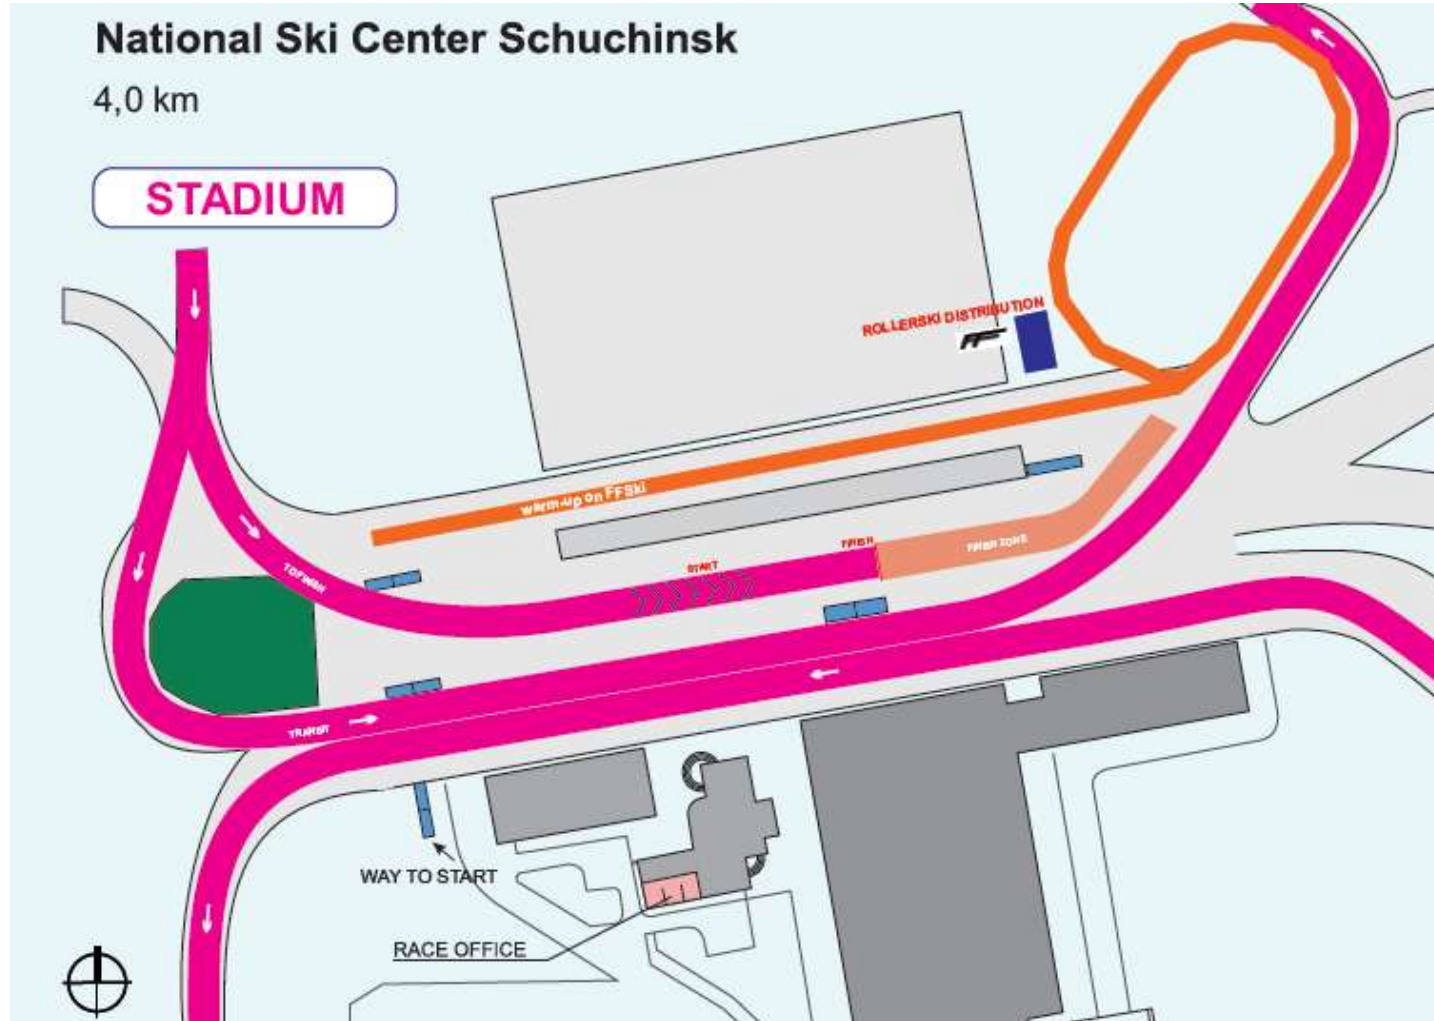 National Ski Center Schuchinsk
4,0 km
STADIUM
ROLLERSKI DISTRIBUTION
warm-up on FFSki
FINISH
START
FINISH ZONE
TO FINISH
TRANSIT
WAY TO START
RACE OFFICE